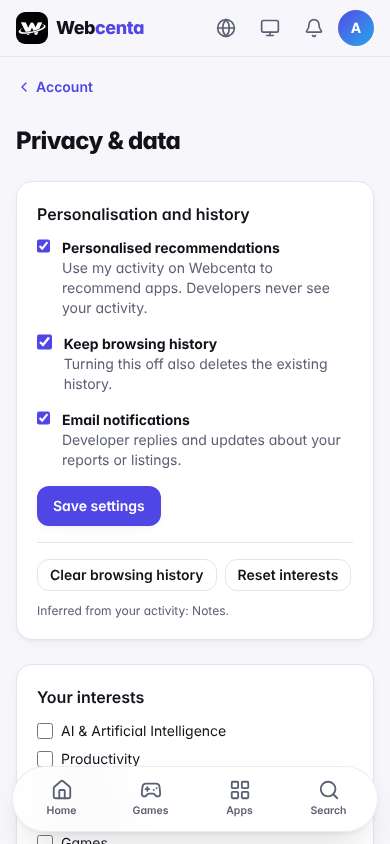 Webcenta
A
Account
Privacy & data
Personalisation and history
Personalised recommendations
Use my activity on Webcenta to
recommend apps. Developers never see
your activity.
Keep browsing history
Turning this off also deletes the existing
history.
Email notifications
Developer replies and updates about your
reports or listings.
Save settings
Clear browsing history
Reset interests
Inferred from your activity: Notes.
Your interests
AI & Artificial Intelligence
Productivity
Games
Home
Games
Apps
Search